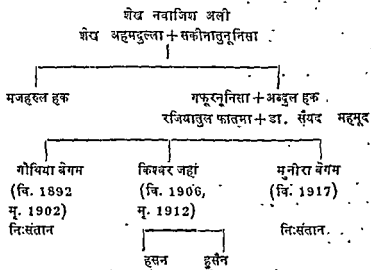 शेख नवाजिश अली
शेख अहमदुल्ला + सकीनातुनूनिसा
मजहरुल हक गफूरनूनिसा + अब्दुल हक
रजियातुल फातमा + डा. सैयद महमूद
गौथिया बेगम किश्वर जहां मुनीरा बेगम
(वि. 1892 (वि. 1906, (वि. 1917)
मृ. 1902) मृ. 1912)
निःसंतान निःसंतान
हसन हुसैन